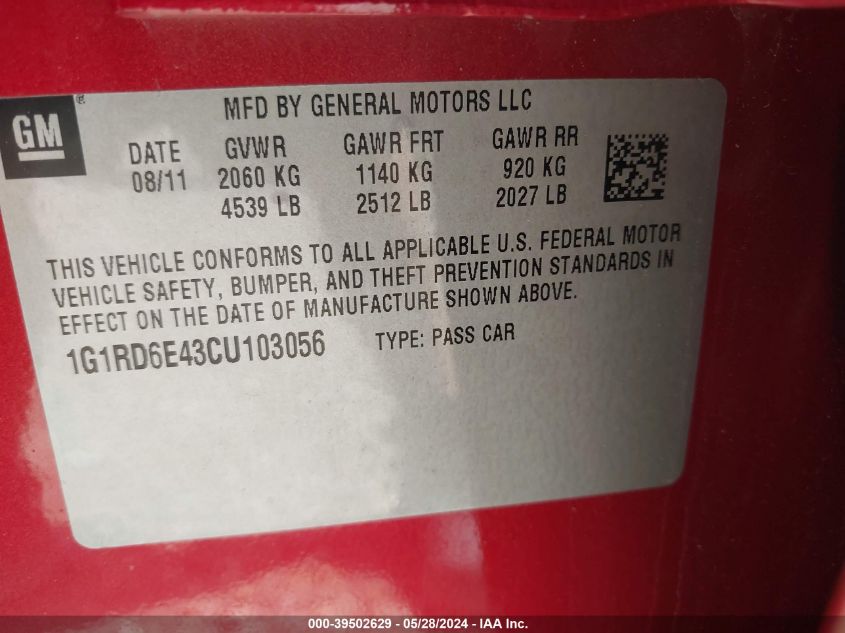 GM
®
MFD BY GENERAL MOTORS LLC
DATE GVWR GAWR FRT GAWR RR
08/11 2060 KG 1140 KG 920 KG
4539 LB 2512 LB 2027 LB
THIS VEHICLE CONFORMS TO ALL APPLICABLE U.S. FEDERAL MOTOR
VEHICLE SAFETY, BUMPER, AND THEFT PREVENTION STANDARDS IN
EFFECT ON THE DATE OF MANUFACTURE SHOWN ABOVE.
1G1RD6E43CU103056 TYPE: PASS CAR
000-39502629 - 05/28/2024 - IAA Inc.